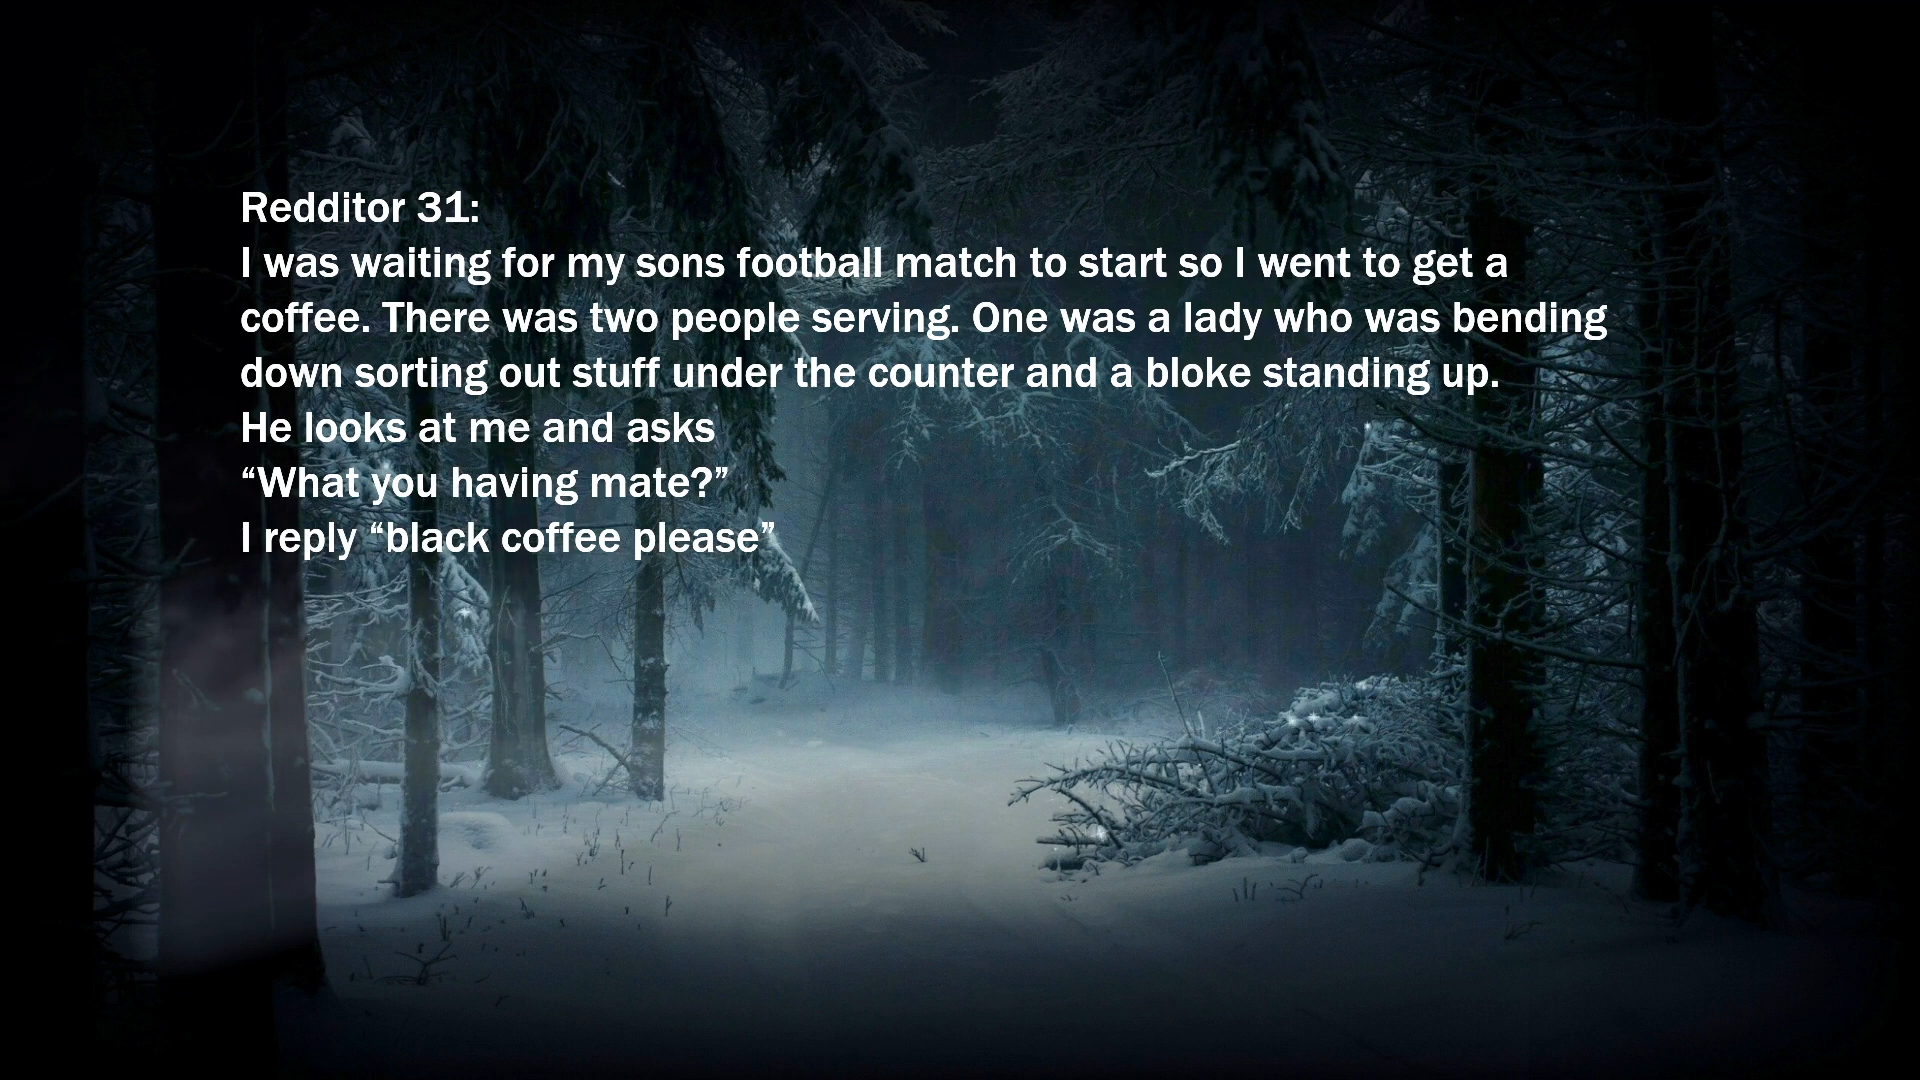 Redditor 31:
I was waiting for my sons football match to start so I went to get a
coffee. There was two people serving. One was a lady who was bending
down sorting out stuff under the counter and a bloke standing up.
He looks at me and asks
“What you having mate?”
I reply “black coffee please”